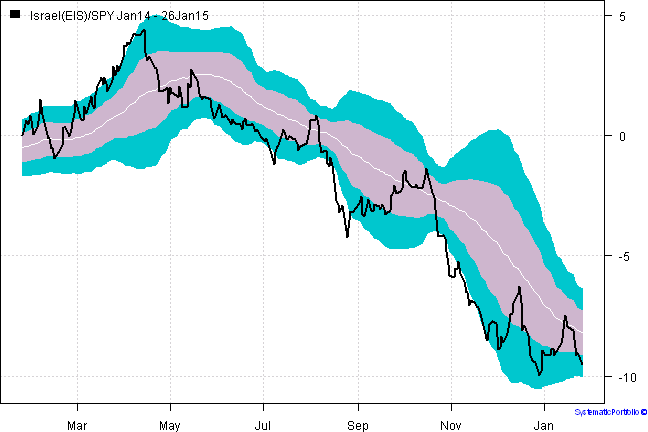 Israel(EIS)/SPY Jan14 - 26Jan15
5
0
-5
-10
Mar May Jul Sep Nov Jan
SystematicPortfolio ©